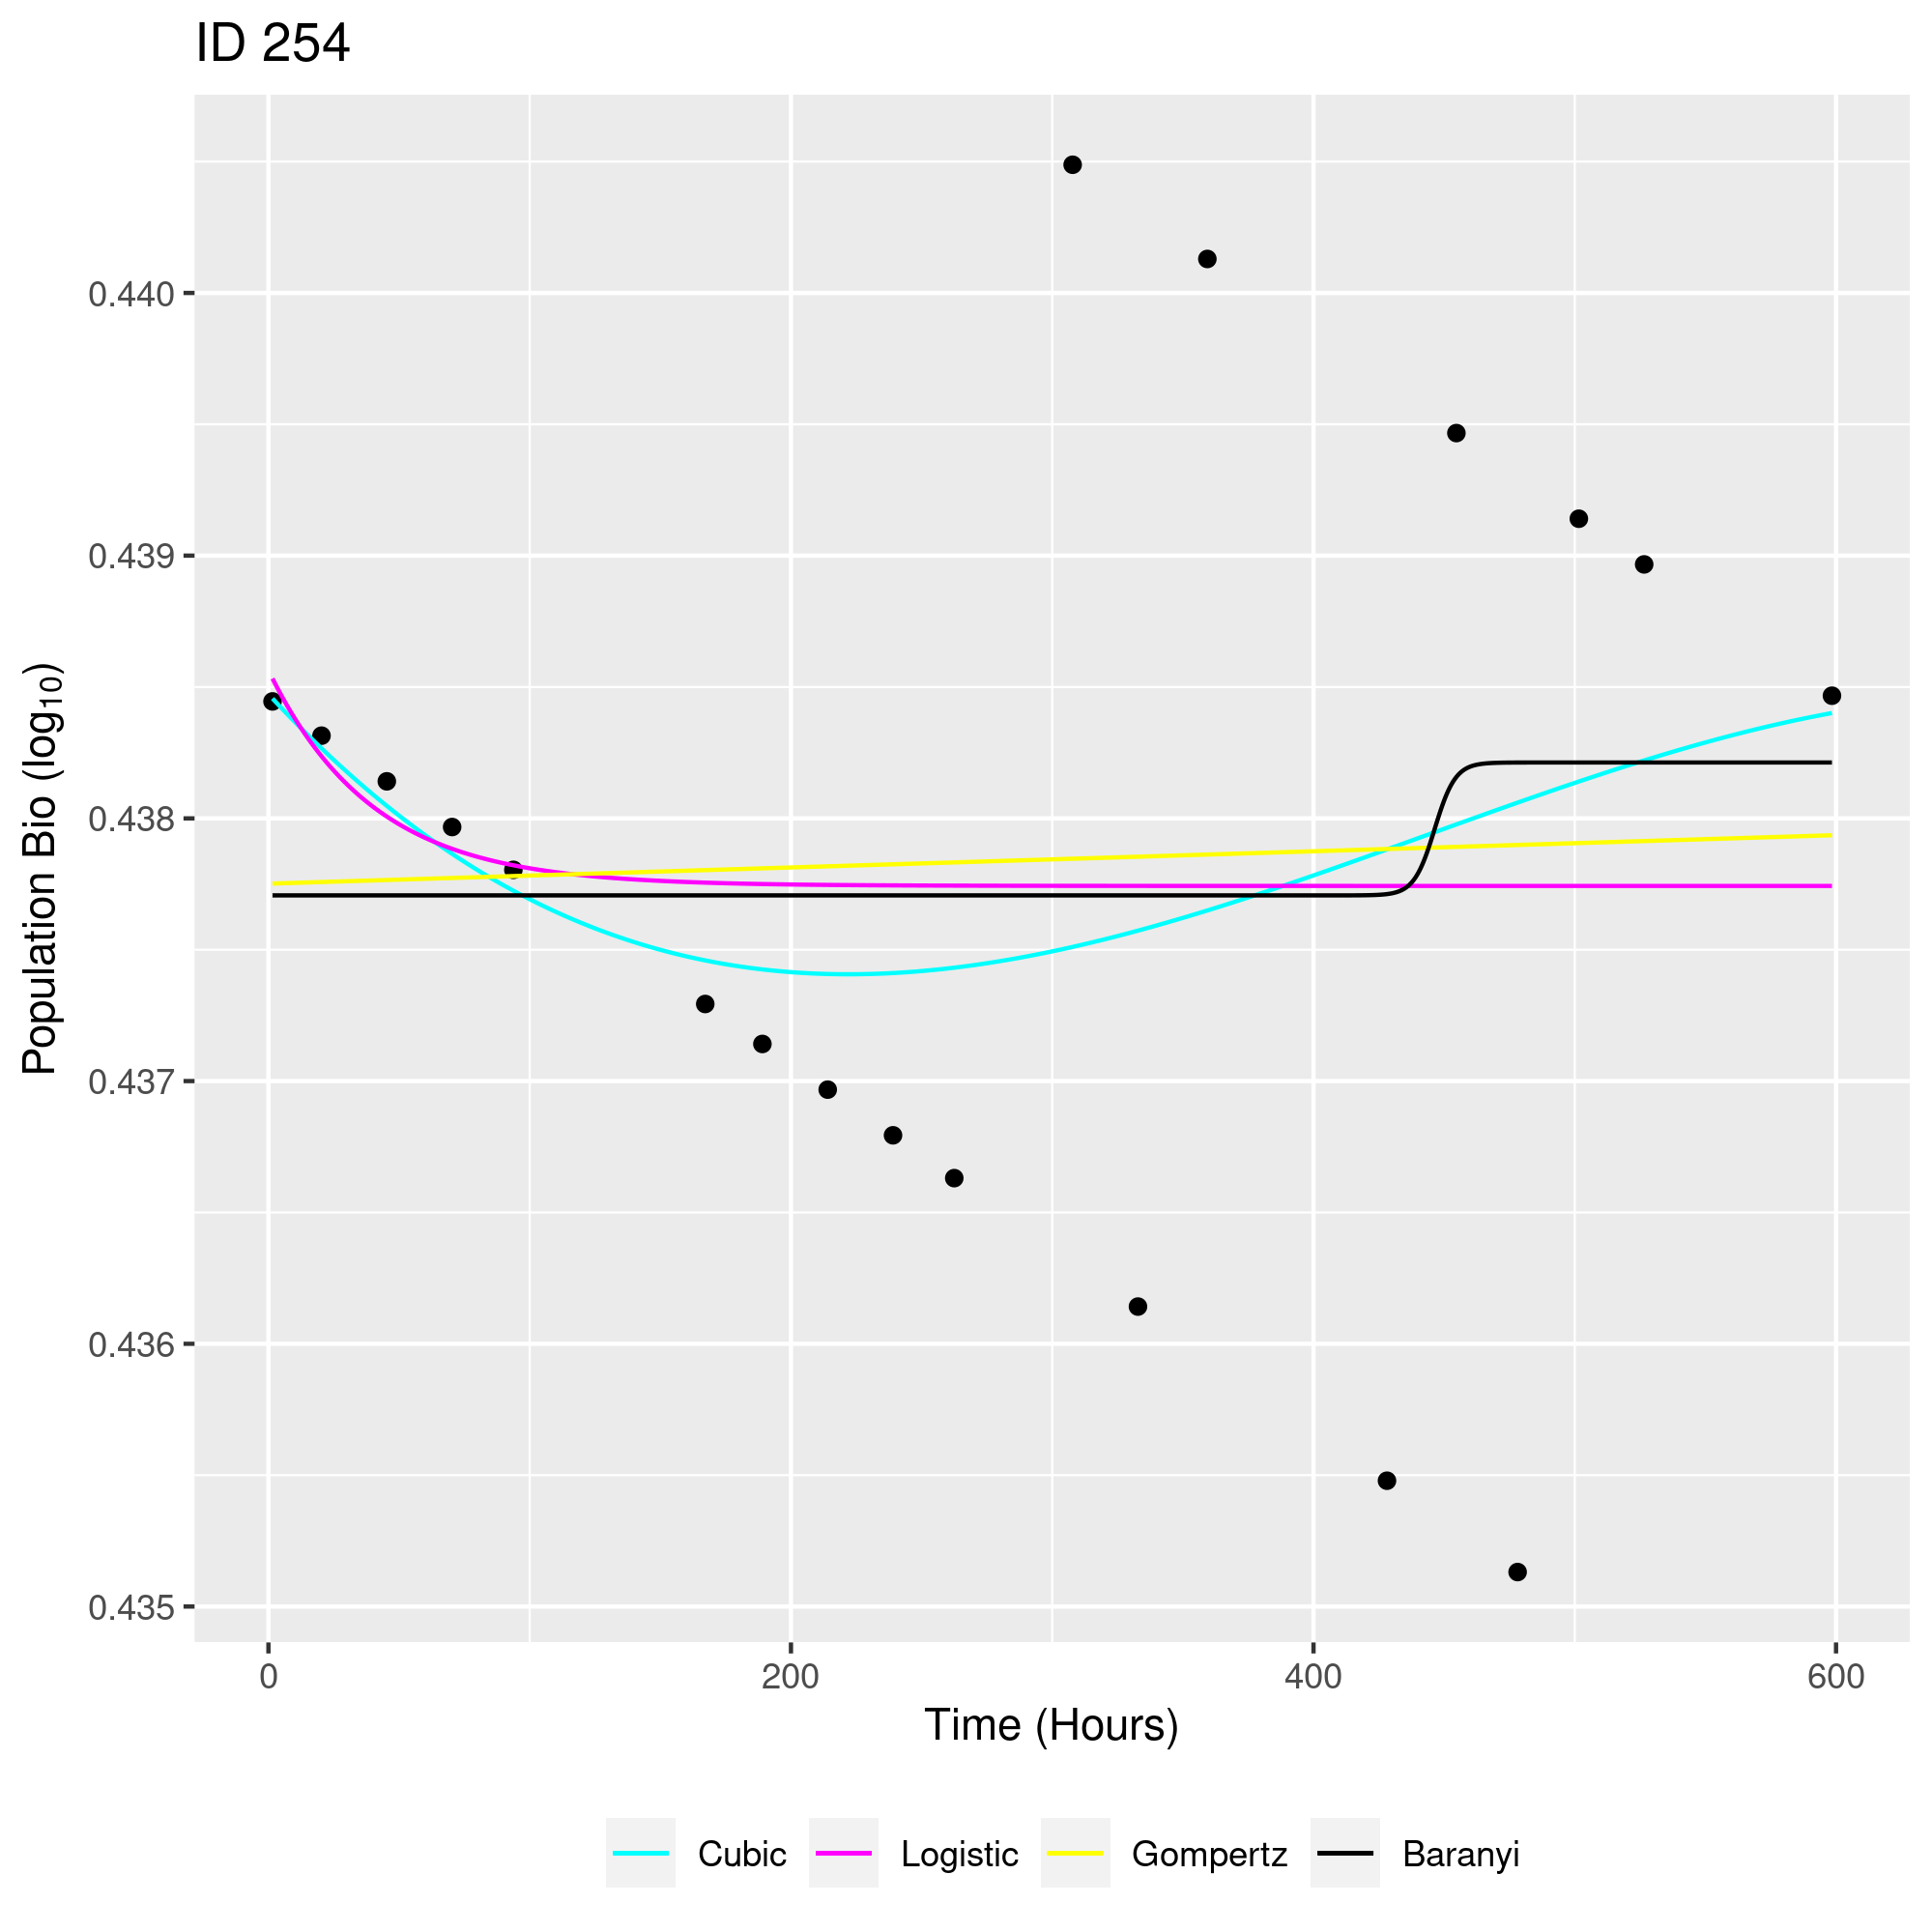 ID 254
Population Bio (log₁₀)
0.440
0.439
0.438
0.437
0.436
0.435
0 200 400 600
Time (Hours)
Cubic Logistic Gompertz Baranyi